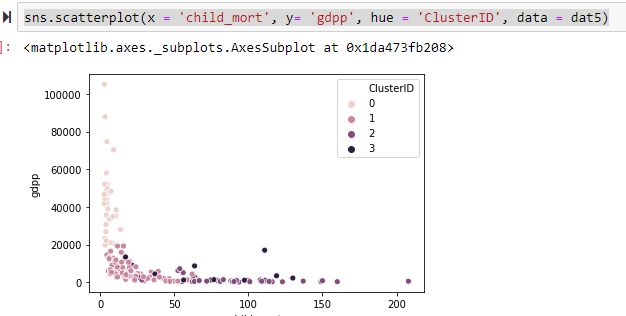 sns.scatterplot(x = 'child_mort', y= 'gdpp', hue = 'ClusterID', data = dat5)
]: <matplotlib.axes._subplots.AxesSubplot at 0x1da473fb208>
ClusterID
0
1
2
3
100000
80000
60000
40000
20000
0
gdpp
0 50 100 150 200